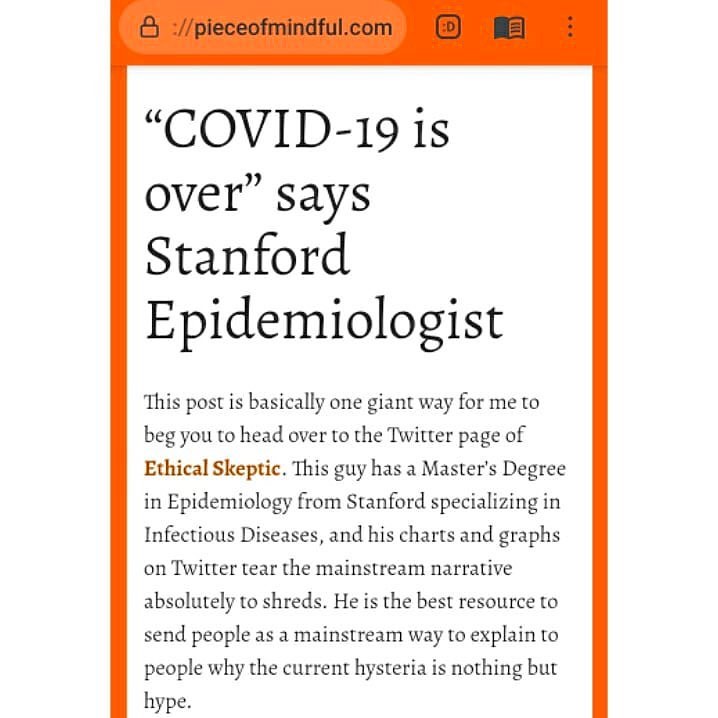 ://pieceofmindful.com
:D
“COVID-19 is
over” says
Stanford
Epidemiologist
This post is basically one giant way for me to
beg you to head over to the Twitter page of
Ethical Skeptic. This guy has a Master's Degree
in Epidemiology from Stanford specializing in
Infectious Diseases, and his charts and graphs
on Twitter tear the mainstream narrative
absolutely to shreds. He is the best resource to
send people as a mainstream way to explain to
people why the current hysteria is nothing but
hype.